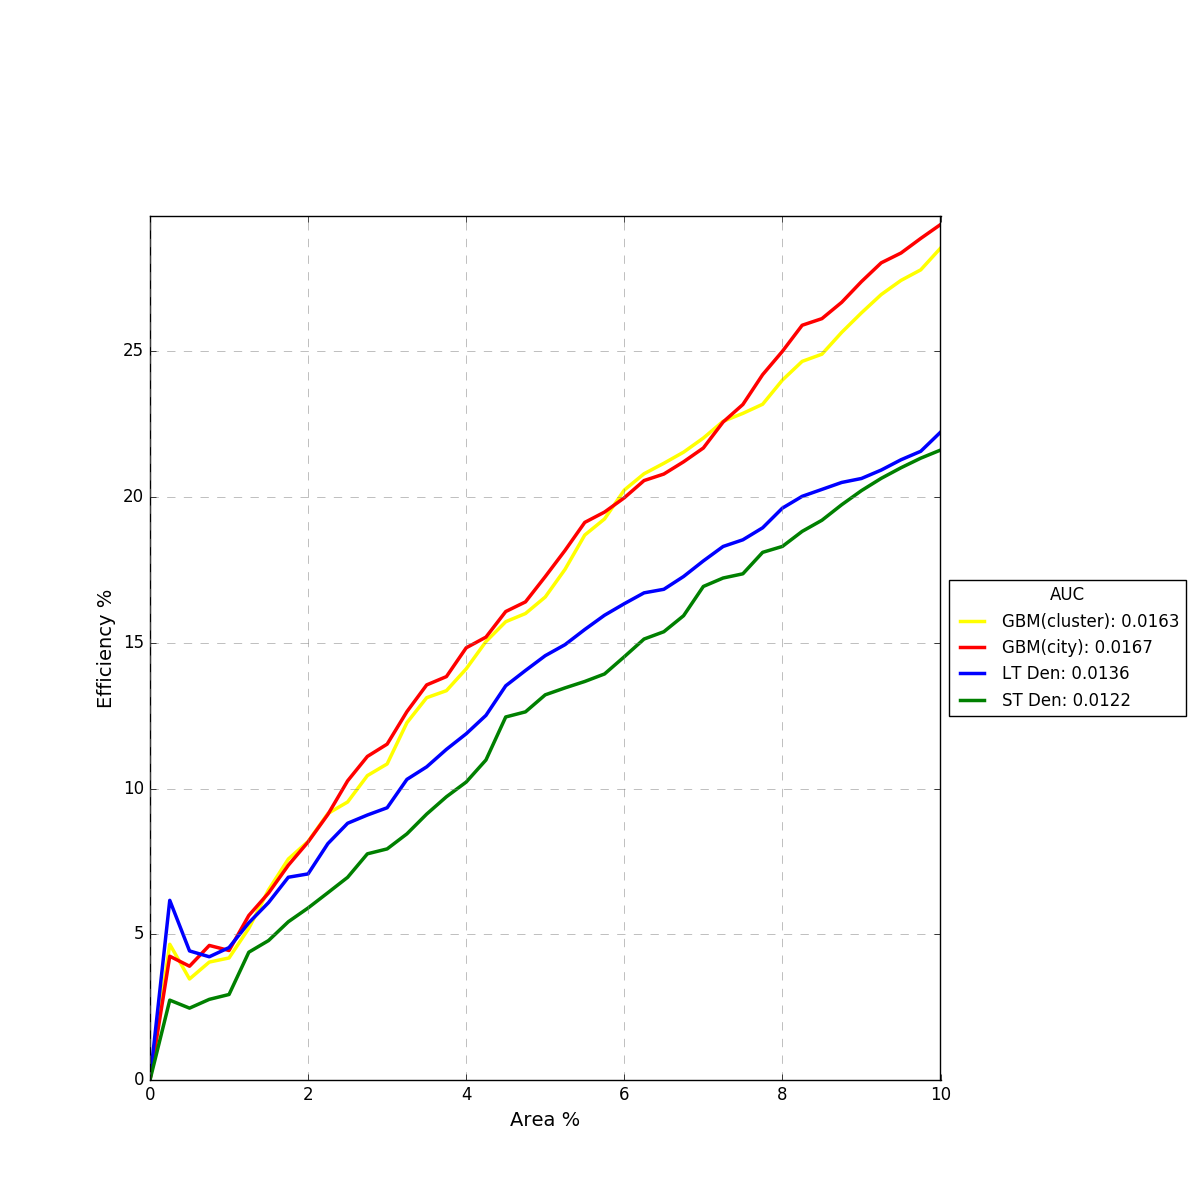 25
20
15
10
5
0
Efficiency %
0 2 4 6 8 10
Area %
AUC
GBM(cluster): 0.0163
GBM(city): 0.0167
LT Den: 0.0136
ST Den: 0.0122